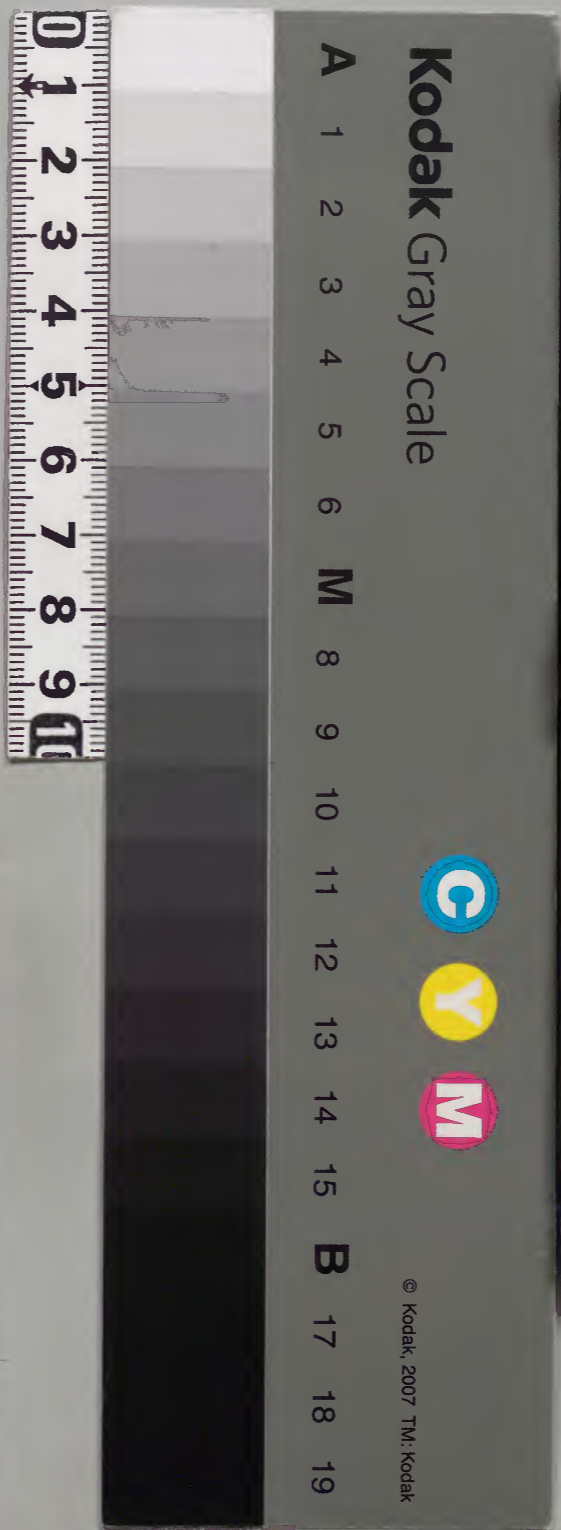 Kodak Gray Scale
C Y M
© Kodak, 2007 TM: Kodak
A 1 2 3 4 5 6 M 8 9 10 11 12 13 14 15 B 17 18 19
0 1 2 3 4 5 6 7 8 9 10